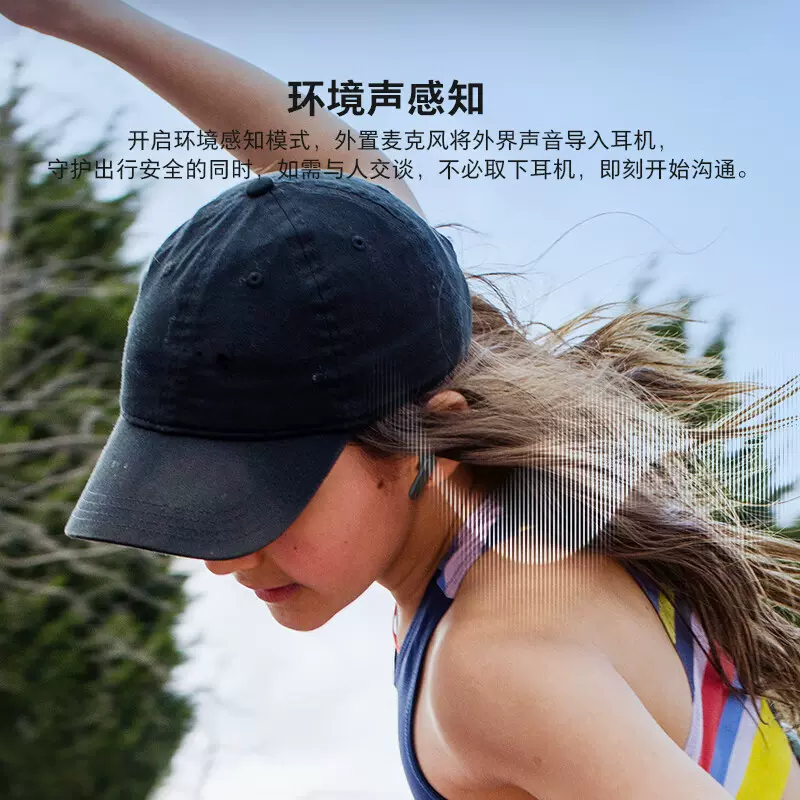 环境声感知
开启环境感知模式，外置麦克风将外界声音导入耳机，
守护出行安全的同时，如需与人交谈，不必取下耳机，即刻开始沟通。